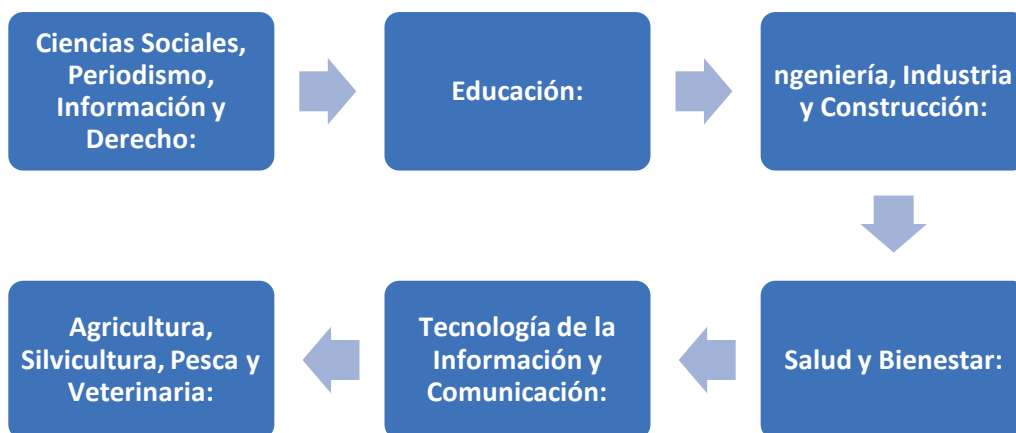 Ciencias Sociales,
Periodismo,
Información y
Derecho:
Educación:
ngeniería, Industria
y Construcción:
Salud y Bienestar:
Tecnología de la
Información y
Comunicación:
Agricultura,
Silvicultura, Pesca y
Veterinaria: